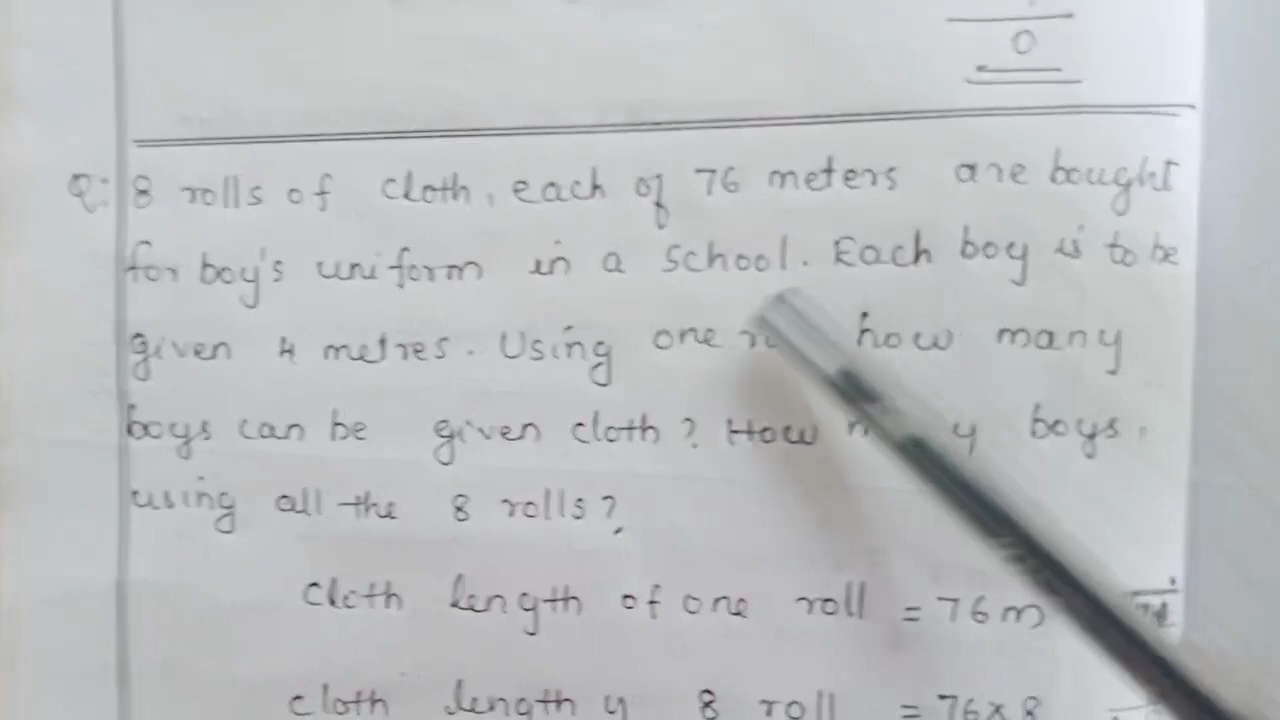 0
Q: 8 rolls of cloth, each of 76 meters are bought
for boy's uniform in a school. Each boy is to be
given 4 metres. Using one how many
boys can be given cloth? How boys,
using all the 8 rolls?
Cloth length of one roll = 76m
cloth length 8 roll = 76×8